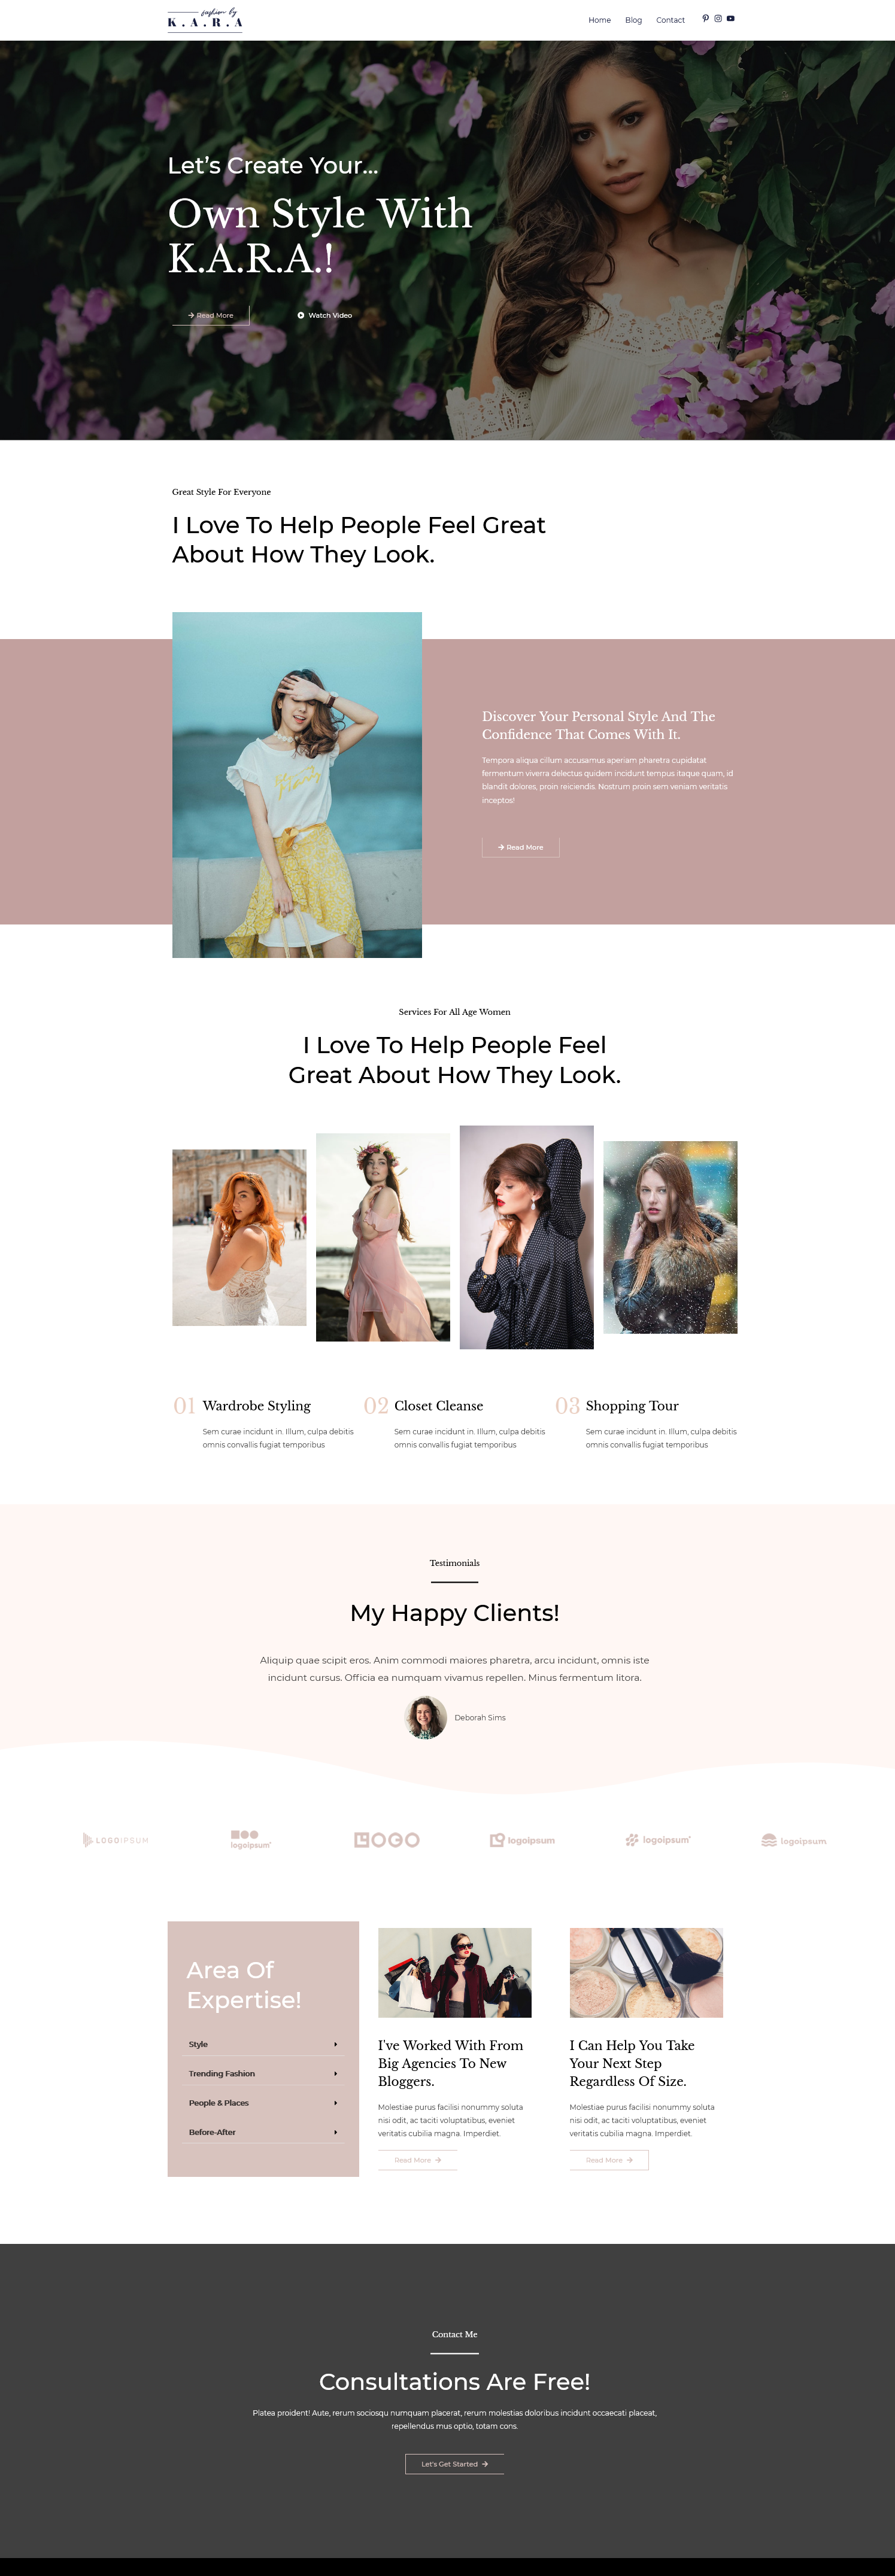 fashion by
K.A.R.A
Home
Blog
Contact
Let's Create Your...
Own Style With
K.A.R.A.!
Read More
Watch Video
Great Style For Everyone
I Love To Help People Feel Great
About How They Look.
Discover Your Personal Style And The
Confidence That Comes With It.
Tempora aliqua cillum accusamus aperiam pharetra cupidatat
fermentum viverra delectus quidem incidunt tempus itaque quam, id
blandit dolores, proin reiciendis. Nostrum proin sem veniam veritatis
inceptos!
Read More
Services For All Age Women
I Love To Help People Feel
Great About How They Look.
01 Wardrobe Styling
Sem curae incidunt in. Illum, culpa debitis
omnis convallis fugiat temporibus
02 Closet Cleanse
Sem curae incidunt in. Illum, culpa debitis
omnis convallis fugiat temporibus
03 Shopping Tour
Sem curae incidunt in. Illum, culpa debitis
omnis convallis fugiat temporibus
Testimonials
My Happy Clients!
Aliquip quae scipit eros. Anim commodi maiores pharetra, arcu incidunt, omnis iste
incidunt cursus. Officia ea numquam vivamus repellen. Minus fermentum litora.
Deborah Sims
LOGOIPSUM
logoipsum
LOGO
logoipsum
logoipsum
logoipsum
Area Of
Expertise!
Style
Trending Fashion
People & Places
Before-After
I've Worked With From
Big Agencies To New
Bloggers.
Molestiae purus facilisi nonummy soluta
nisi odit, ac taciti voluptatibus, eveniet
veritatis cubilia magna. Imperdiet.
Read More
I Can Help You Take
Your Next Step
Regardless Of Size.
Molestiae purus facilisi nonummy soluta
nisi odit, ac taciti voluptatibus, eveniet
veritatis cubilia magna. Imperdiet.
Read More
Contact Me
Consultations Are Free!
Platea proident! Aute, rerum sociosqu numquam placerat, rerum molestias doloribus incidunt occaecati placeat,
repellendus mus optio, totam cons.
Let's Get Started